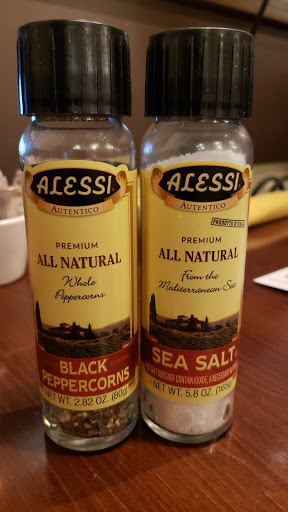 ALESSI
AUTENTICO
PREMIUM
ALL NATURAL
Whole
Peppercorns
BLACK
PEPPERCORNS
NET WT. 2.82 OZ. (80g)
ALESSI
AUTENTICO
PREMIUM
ALL NATURAL
From the
Mediterranean Sea
SEA SALT
NET WT. 5.8 OZ.